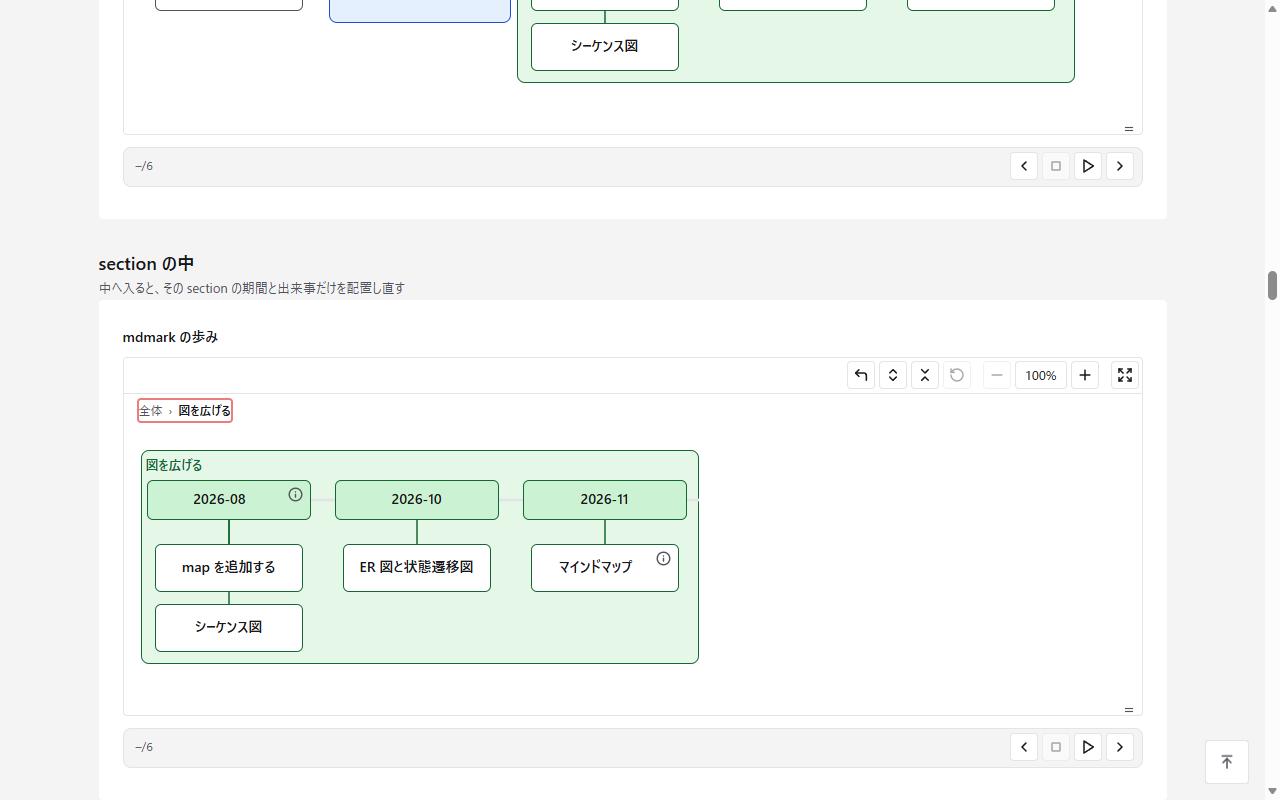 シーケンス図
–/6
section の中
中へ入ると、その section の期間と出来事だけを配置し直す
mdmark の歩み
100%
全体 › 図を広げる
図を広げる
2026-08
2026-10
2026-11
map を追加する
ER 図と状態遷移図
マインドマップ
シーケンス図
–/6